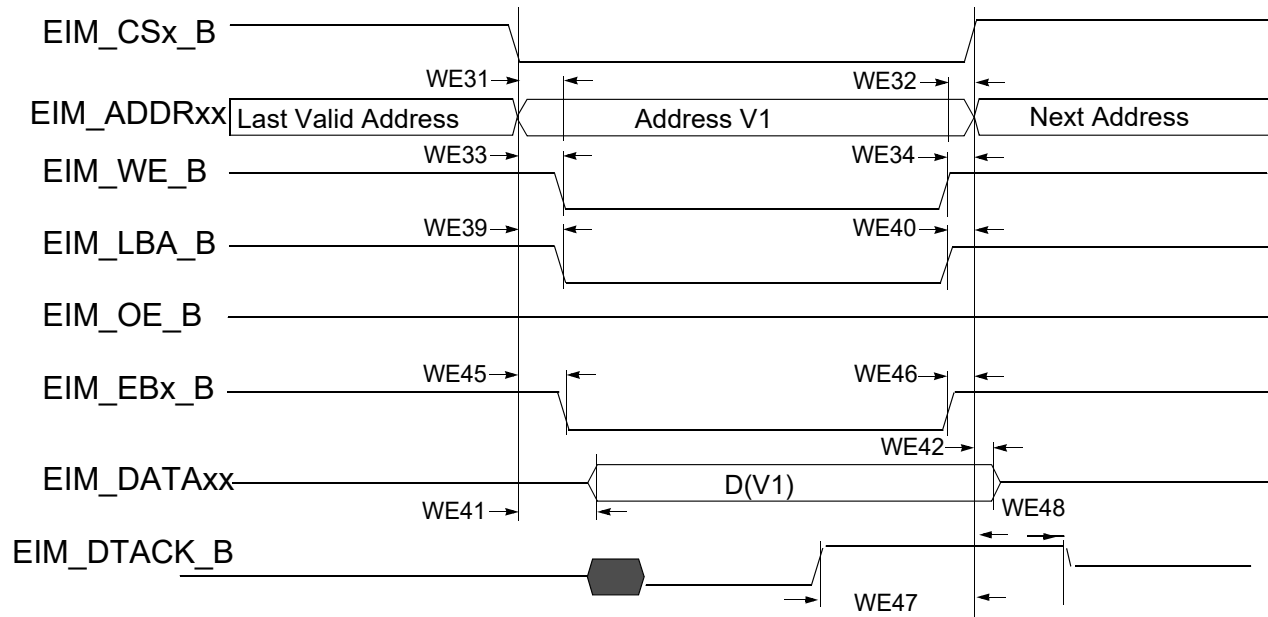 EIM_CSx_B
WE31
WE32
EIM_ADDRxx
Last Valid Address
Address V1
Next Address
WE33
WE34
EIM_WE_B
WE39
WE40
EIM_LBA_B
EIM_OE_B
WE45
WE46
EIM_EBx_B
WE42
EIM_DATAxx
D(V1)
WE41
WE48
EIM_DTACK_B
WE47